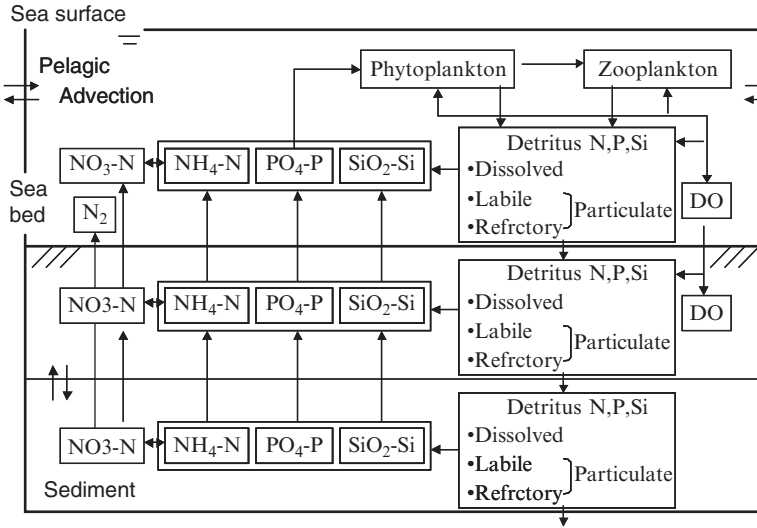 Sea surface
Pelagic
Advection
Phytoplankton
Zooplankton
NO₃-N
NH₄-N
PO₄-P
SiO₂-Si
Detritus N,P,Si
•Dissolved
•Labile
•Refrctory
Particulate
DO
Sea
bed
N₂
NO3-N
NH₄-N
PO₄-P
SiO₂-Si
Detritus N,P,Si
•Dissolved
•Labile
•Refrctory
Particulate
DO
NO3-N
NH₄-N
PO₄-P
SiO₂-Si
Detritus N,P,Si
•Dissolved
•Labile
•Refrctory
Particulate
Sediment